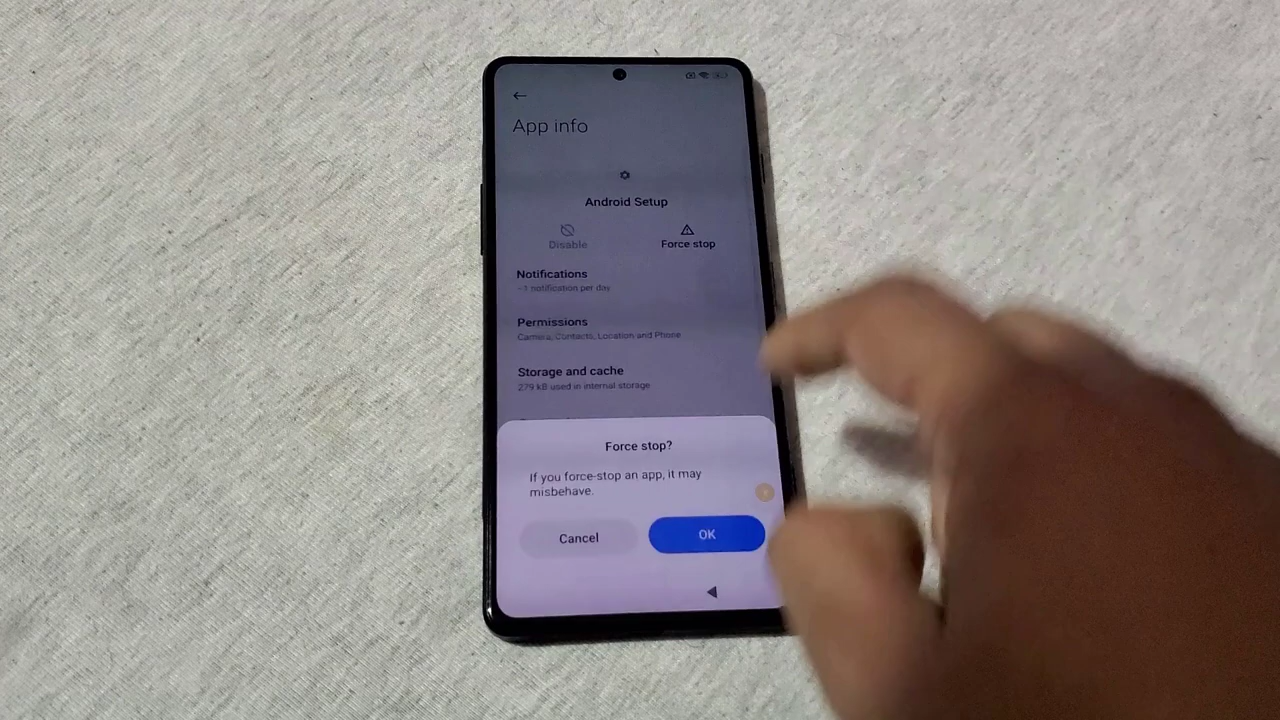 App info
Android Setup
Disable
Force stop
Notifications
~1 notification per day
Permissions
Camera, Contacts, Location and Phone
Storage and cache
279 kB used in internal storage
Force stop?
If you force-stop an app, it may
misbehave.
Cancel
OK